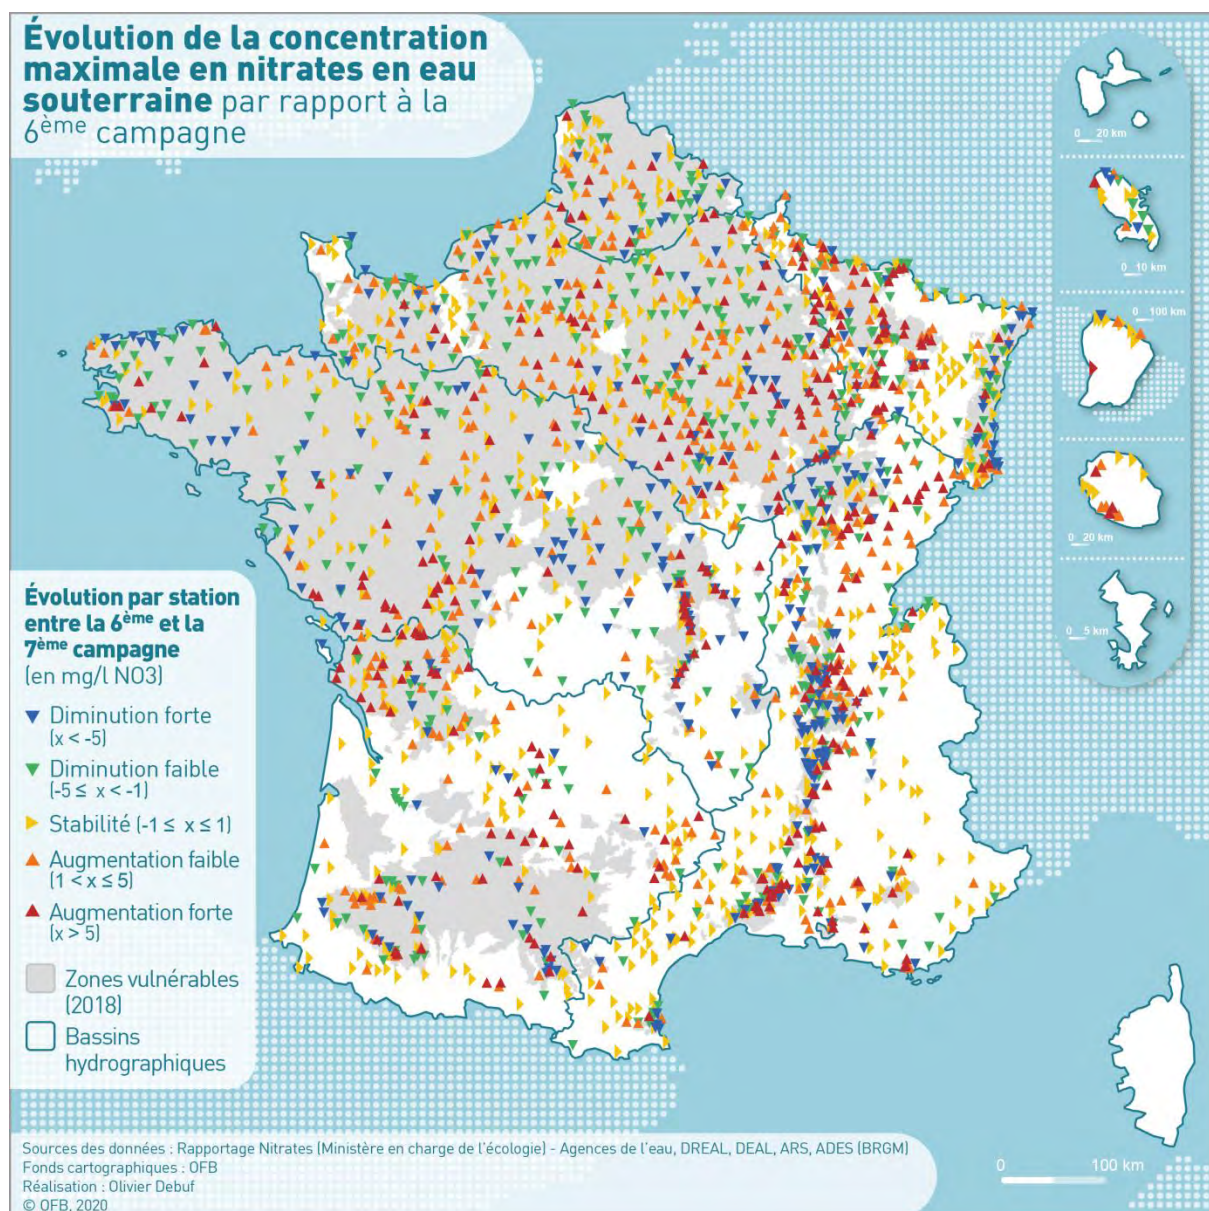 Évolution de la concentration
maximale en nitrates en eau
souterraine par rapport à la
6ème campagne
0 20 km
0 10 km
0 100 km
0 20 km
0 5 km
Évolution par station
entre la 6ème et la
7ème campagne
(en mg/l NO3)
Diminution forte
(x < -5)
Diminution faible
(-5 ≤ x < -1)
Stabilité (-1 ≤ x ≤ 1)
Augmentation faible
(1 < x ≤ 5)
Augmentation forte
(x > 5)
Zones vulnérables
(2018)
Bassins
hydrographiques
Sources des données : Rapportage Nitrates (Ministère en charge de l'écologie) - Agences de l'eau, DREAL, DEAL, ARS, ADES (BRGM)
Fonds cartographiques : OFB
Réalisation : Olivier Debuf
© OFB, 2020
0 100 km